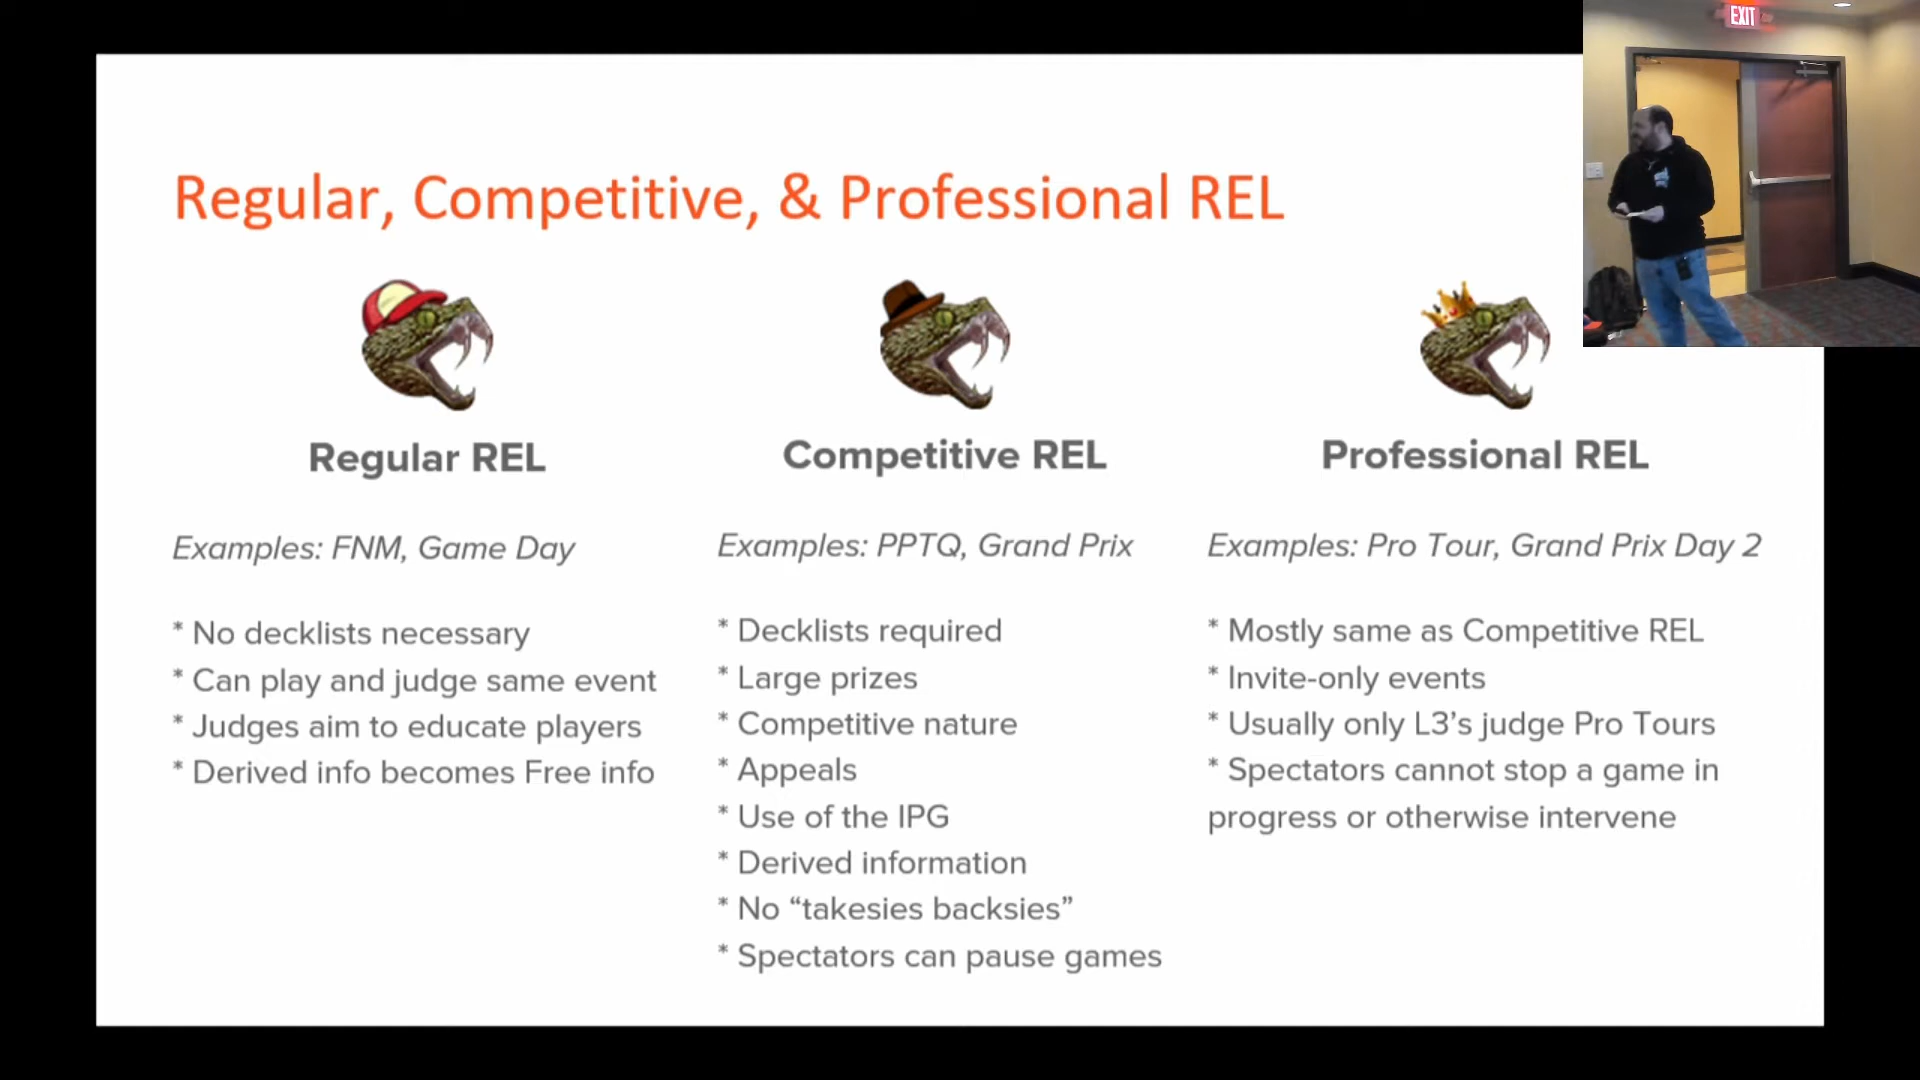 EXIT
Regular, Competitive, & Professional REL
Regular REL
Examples: FNM, Game Day
* No decklists necessary
* Can play and judge same event
* Judges aim to educate players
* Derived info becomes Free info
Competitive REL
Examples: PPTQ, Grand Prix
* Decklists required
* Large prizes
* Competitive nature
* Appeals
* Use of the IPG
* Derived information
* No “takesies backsies”
* Spectators can pause games
Professional REL
Examples: Pro Tour, Grand Prix Day 2
* Mostly same as Competitive REL
* Invite-only events
* Usually only L3’s judge Pro Tours
* Spectators cannot stop a game in
progress or otherwise intervene